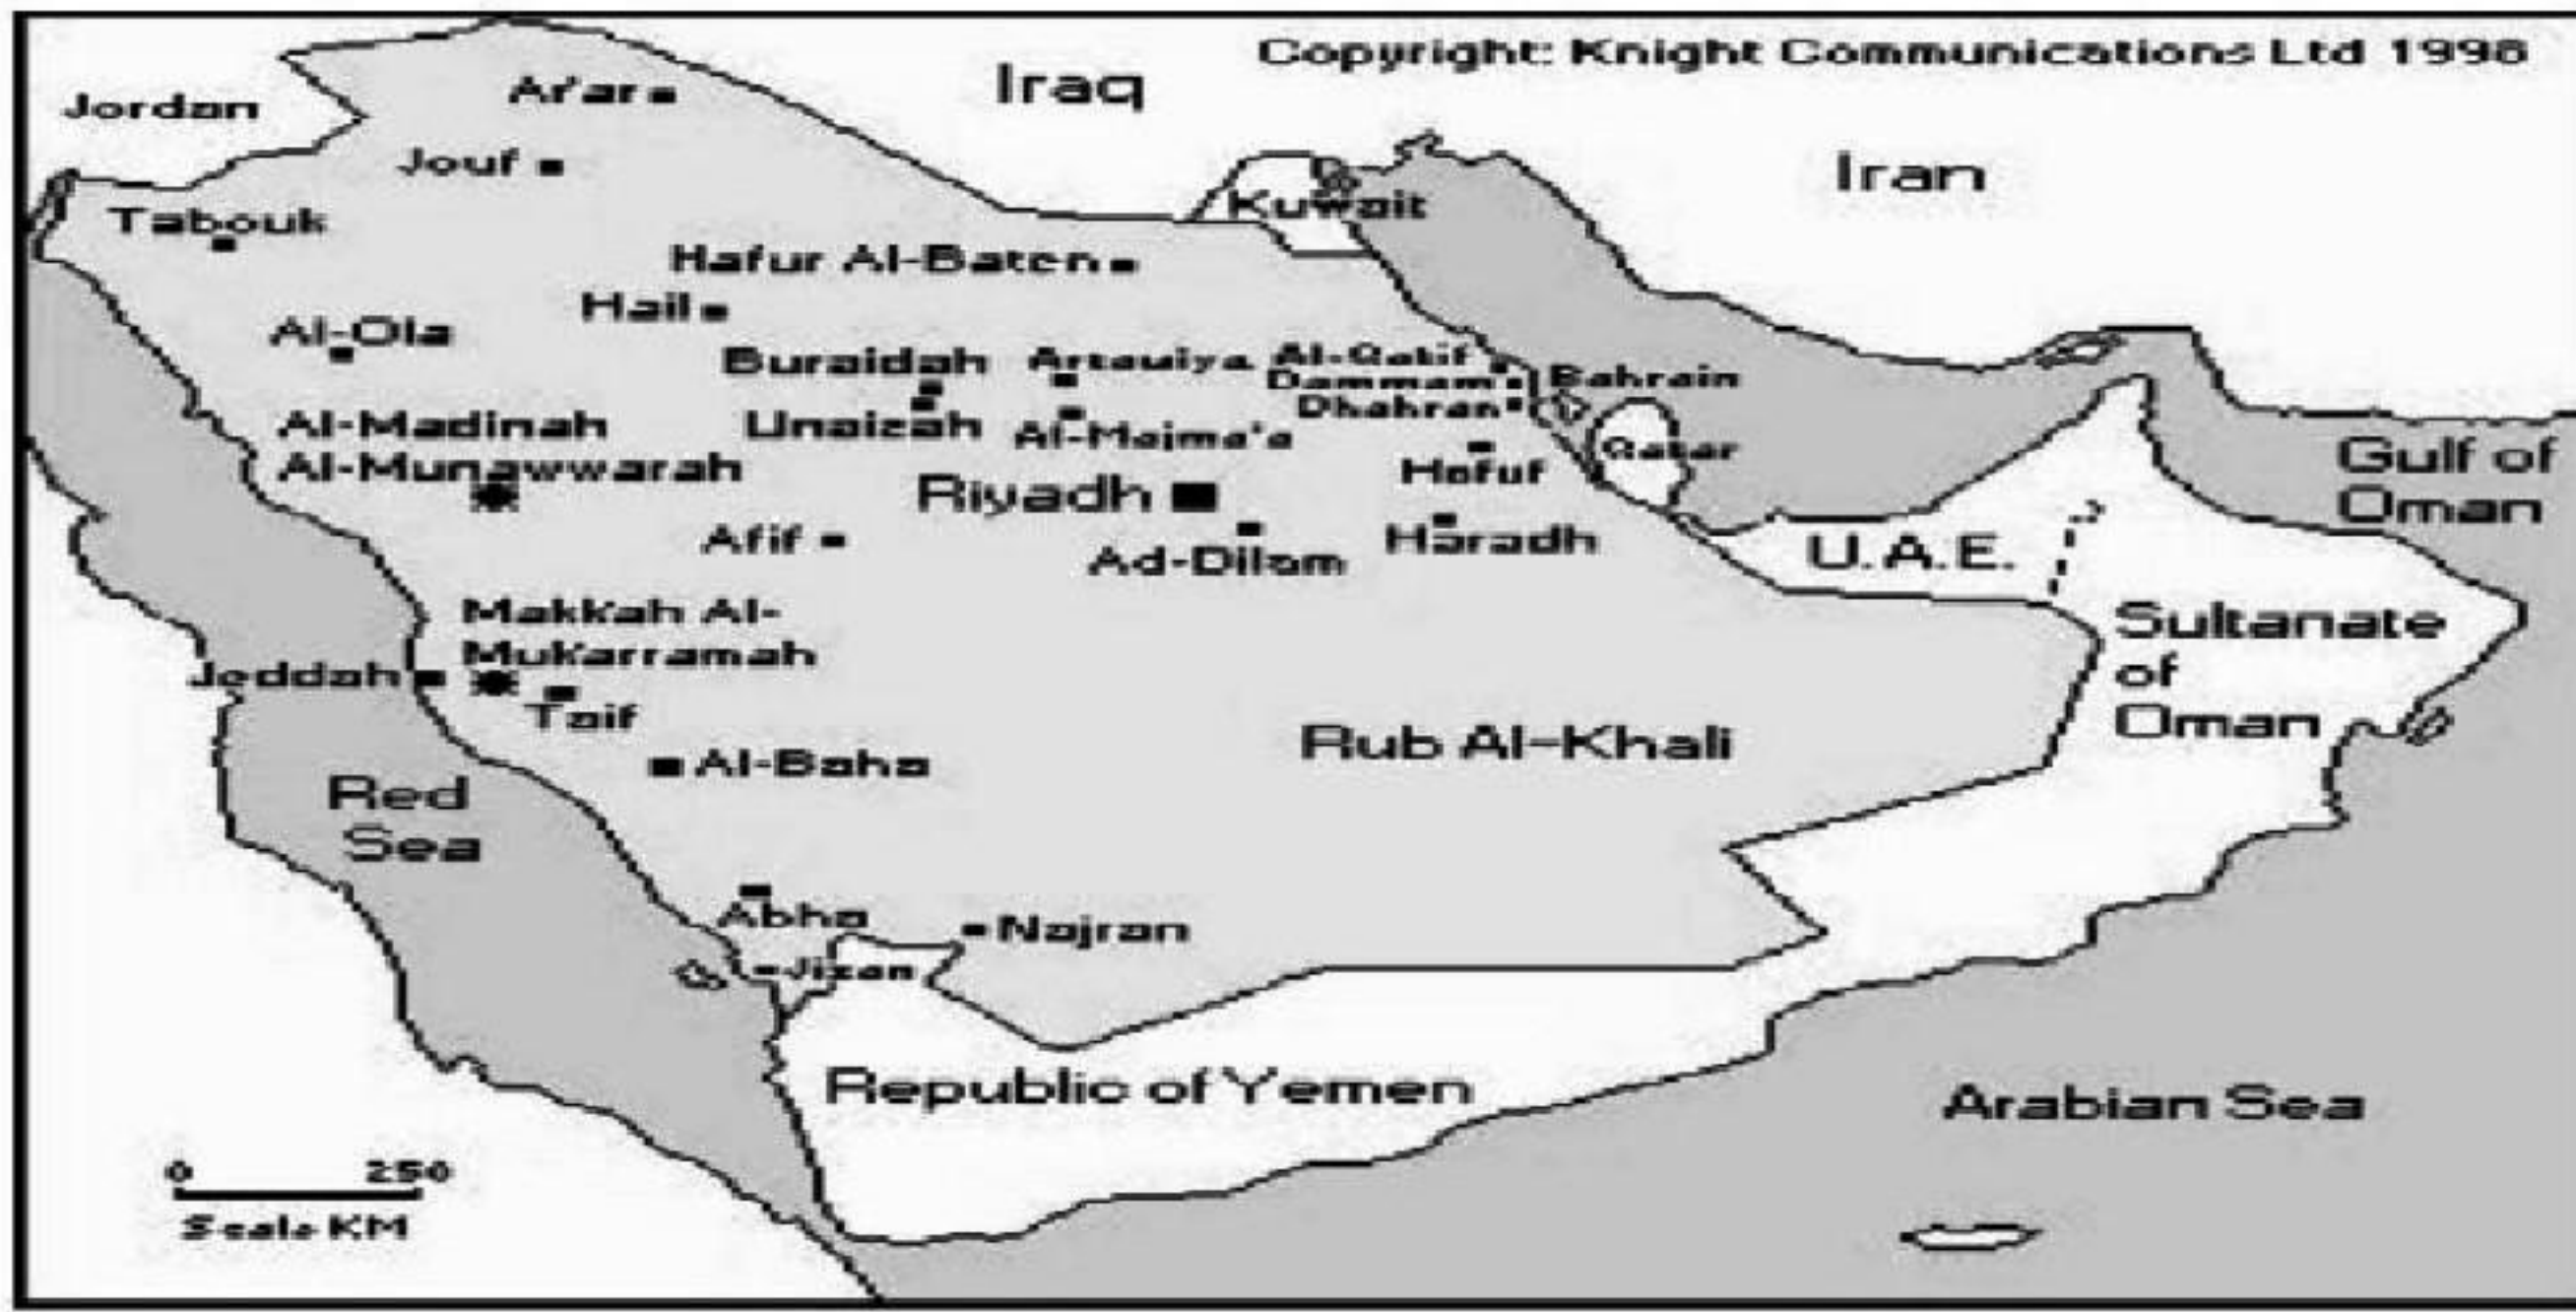 Copyright: Knight Communications Ltd 1998
Iraq
Jordan
Ar'ar
Jouf
Iran
Kuwait
Tabouk
Hafur Al-Baten
Hail
Al-Ola
Buraidah
Artauiya
Al-Qatif
Dammam
Bahrain
Dhahran
Al-Madinah
Al-Munawwarah
Unaizah
Al-Majma'a
Qatar
Hofuf
Gulf of
Oman
Riyadh
Afif
Ad-Dilam
Haradh
U.A.E.
Makkah Al-
Mukarramah
Sultanate
of
Oman
Jeddah
Taif
Rub Al-Khali
Al-Baha
Red
Sea
Abha
Najran
Jizan
Republic of Yemen
Arabian Sea
0 250
Scale KM